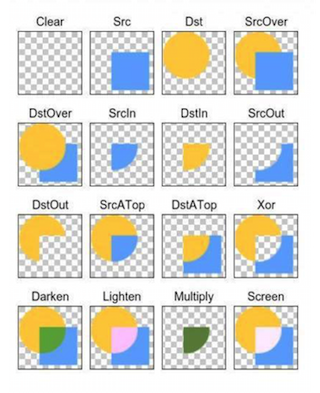 Clear Src Dst SrcOver
DstOver SrcIn DstIn SrcOut
DstOut SrcATop DstATop Xor
Darken Lighten Multiply Screen